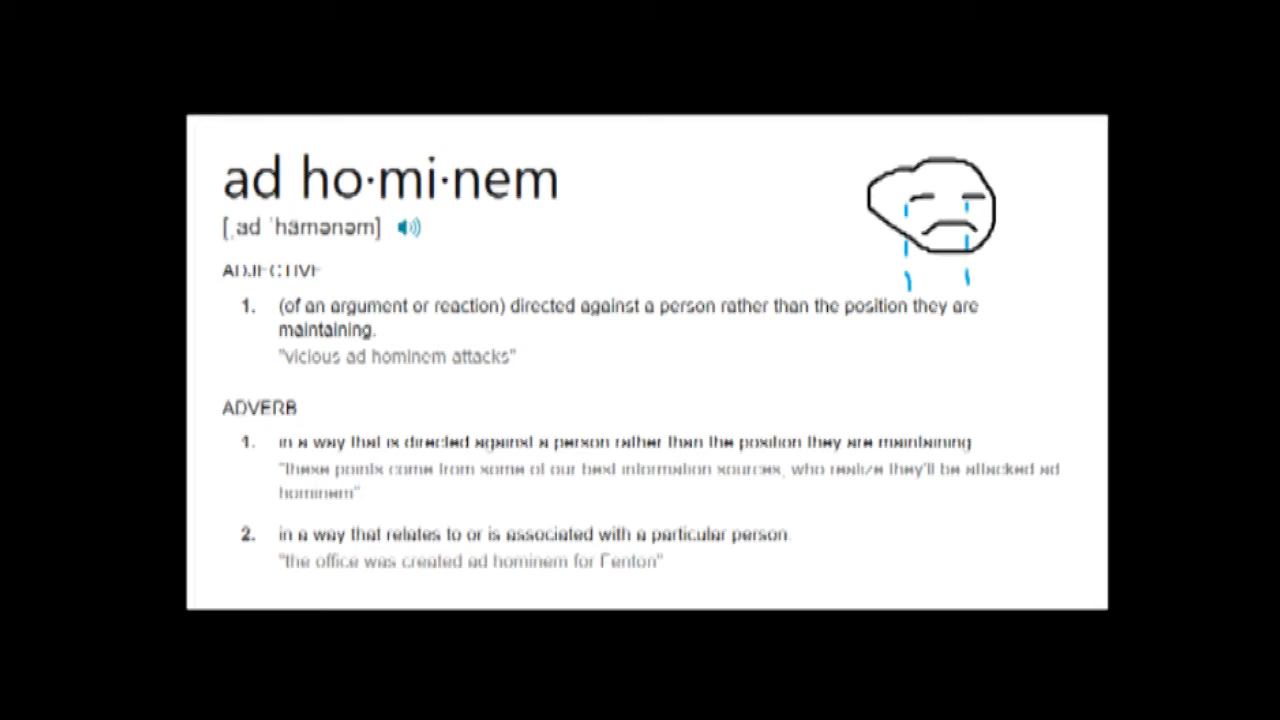 ad ho·mi·nem
[ˌad ˈhämənəm]
ADJECTIVE
1. (of an argument or reaction) directed against a person rather than the position they are
maintaining.
"vicious ad hominem attacks"
ADVERB
1. in a way that is directed against a person rather than the position they are maintaining
"these points come from some of our best information sources, who realize they'll be attacked ad
hominem"
2. in a way that relates to or is associated with a particular person
"the office was created ad hominem for Fenton"